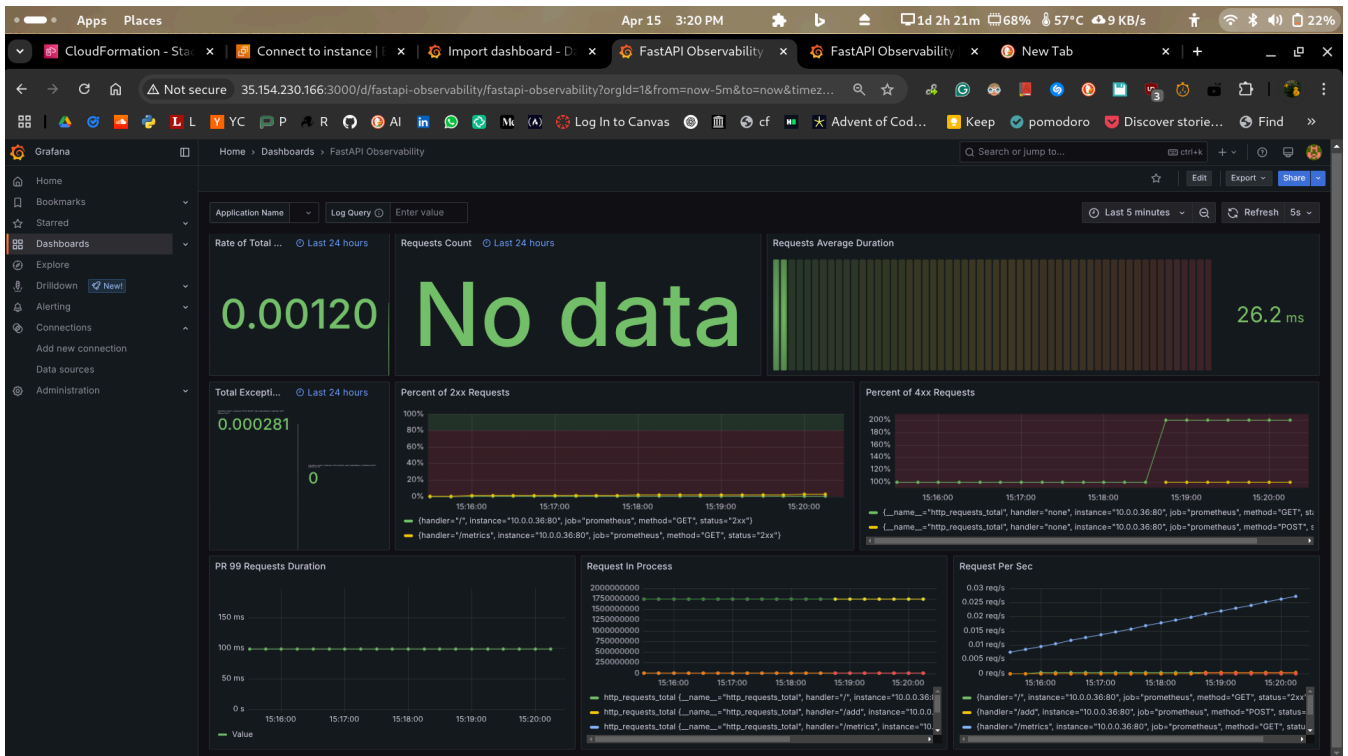 Apps Places Apr 15 3:20 PM 1d 2h 21m 68% 57°C 9 KB/s 22%
CloudFormation - Stac Connect to instance | E Import dashboard - Da FastAPI Observability FastAPI Observability New Tab
Not secure 35.154.230.166:3000/d/fastapi-observability/fastapi-observability?orgId=1&from=now-5m&to=now&timez... 3
L YC P R AI Log In to Canvas cf Advent of Cod... Keep pomodoro Discover storie... Find »
Grafana Home › Dashboards › FastAPI Observability Search or jump to... ctrl+k
Home Edit Export Share
Bookmarks
Starred
Dashboards
Explore
Drilldown New!
Alerting
Connections
Add new connection
Data sources
Administration
Application Name Log Query Enter value Last 5 minutes Refresh 5s
Rate of Total ... Last 24 hours
0.00120
Requests Count Last 24 hours
No data
Requests Average Duration
26.2 ms
Total Excepti... Last 24 hours
0.000281
0
Percent of 2xx Requests
100%
80%
60%
40%
20%
0%
15:16:00 15:17:00 15:18:00 15:19:00 15:20:00
{handler="/", instance="10.0.0.36:80", job="prometheus", method="GET", status="2xx"}
{handler="/metrics", instance="10.0.0.36:80", job="prometheus", method="GET", status="2xx"}
Percent of 4xx Requests
200%
180%
160%
140%
120%
100%
15:16:00 15:17:00 15:18:00 15:19:00 15:20:00
{__name__="http_requests_total", handler="none", instance="10.0.0.36:80", job="prometheus", method="GET", st
{__name__="http_requests_total", handler="none", instance="10.0.0.36:80", job="prometheus", method="POST", s
PR 99 Requests Duration
150 ms
100 ms
50 ms
0 s
15:16:00 15:17:00 15:18:00 15:19:00 15:20:00
Value
Request In Process
2000000000
1750000000
1500000000
1250000000
1000000000
750000000
500000000
250000000
0
15:16:00 15:17:00 15:18:00 15:19:00 15:20:00
http_requests_total {__name__="http_requests_total", handler="/", instance="10.0.0.36:
http_requests_total {__name__="http_requests_total", handler="/add", instance="10.0.0.
http_requests_total {__name__="http_requests_total", handler="/metrics", instance="10.
Request Per Sec
0.03 req/s
0.025 req/s
0.02 req/s
0.015 req/s
0.01 req/s
0.005 req/s
0 req/s
15:16:00 15:17:00 15:18:00 15:19:00 15:20:00
{handler="/", instance="10.0.0.36:80", job="prometheus", method="GET", status="2xx"
{handler="/add", instance="10.0.0.36:80", job="prometheus", method="POST", status=
{handler="/metrics", instance="10.0.0.36:80", job="prometheus", method="GET", statu